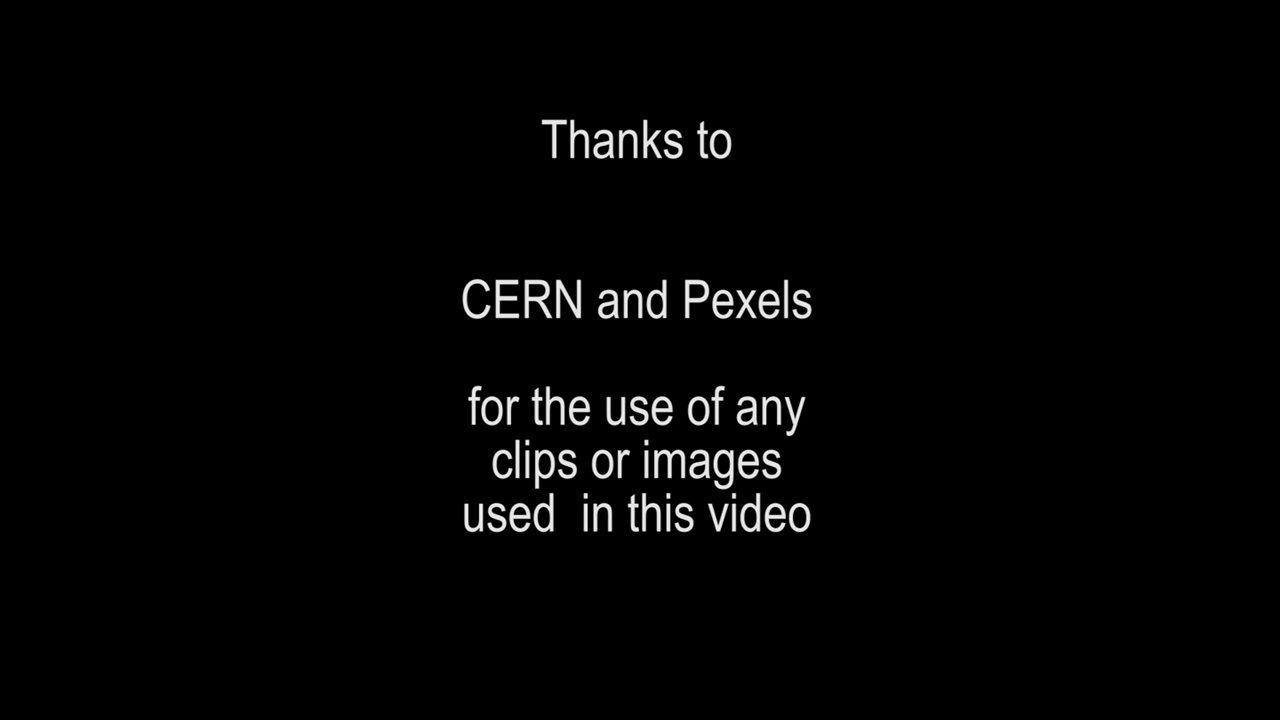 Thanks to
CERN and Pexels
for the use of any
clips or images
used  in this video